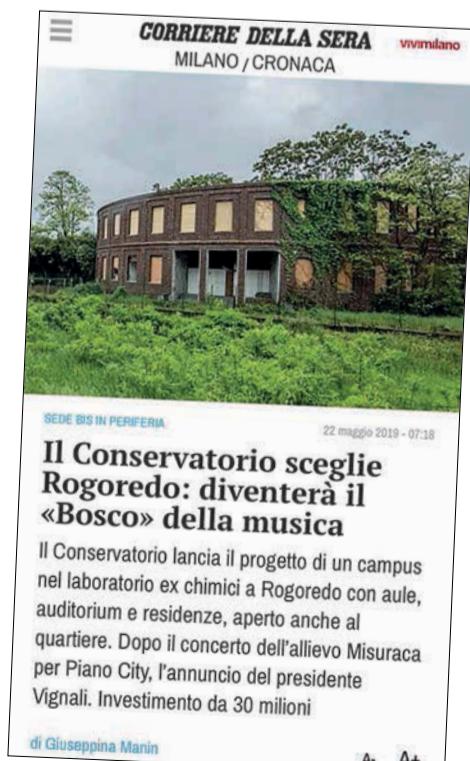 CORRIERE DELLA SERA
vivimilano
MILANO / CRONACA
SEDE BIS IN PERIFERIA
22 maggio 2019 - 07:18
Il Conservatorio sceglie
Rogoredo: diventerà il
«Bosco» della musica
Il Conservatorio lancia il progetto di un campus
nel laboratorio ex chimici a Rogoredo con aule,
auditorium e residenze, aperto anche al
quartiere. Dopo il concerto dell'allievo Misuraca
per Piano City, l'annuncio del presidente
Vignali. Investimento da 30 milioni
di Giuseppina Manin
A- A+